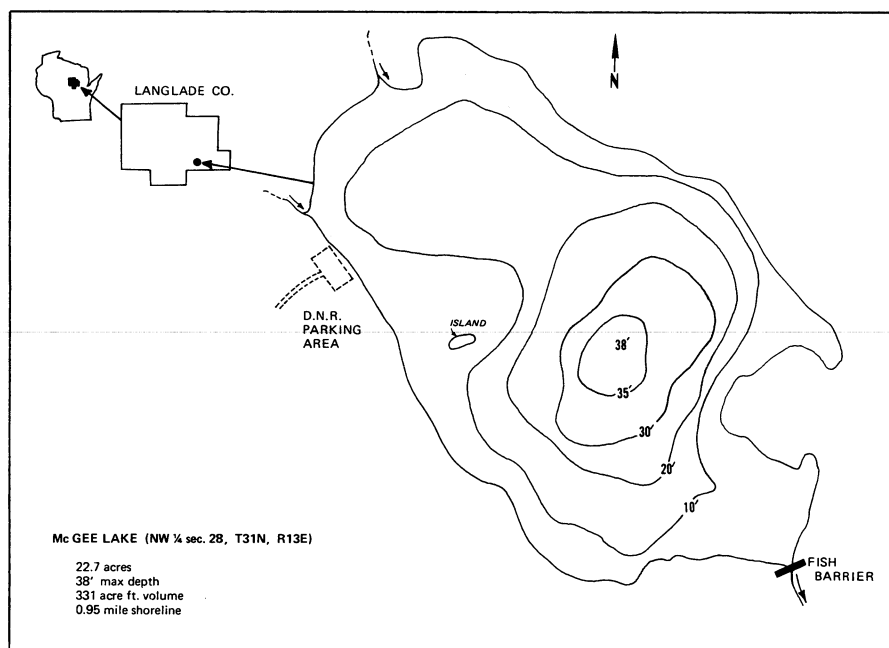 N
LANGLADE CO.
D.N.R.
PARKING
AREA
ISLAND
38'
35'
30'
20'
10'
Mc GEE LAKE (NW ¼ sec. 28, T31N, R13E)
22.7 acres
38' max depth
331 acre ft. volume
0.95 mile shoreline
FISH
BARRIER